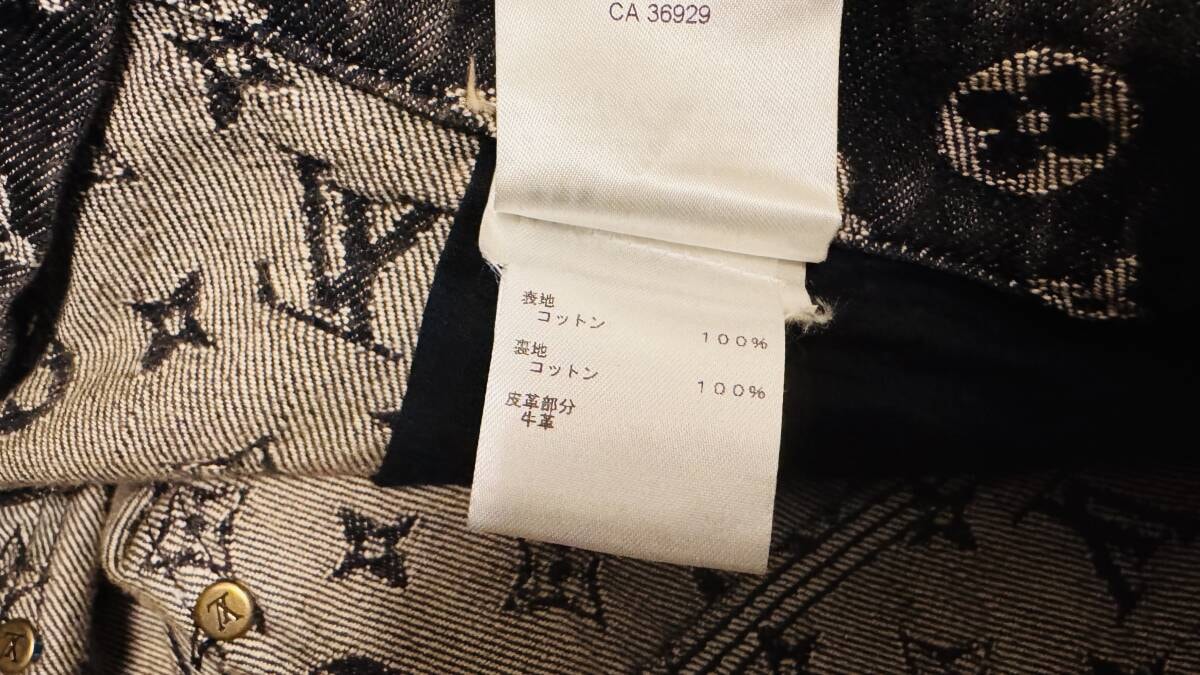 CA 36929
表地
コットン 100%
裏地
コットン 100%
皮革部分
牛革